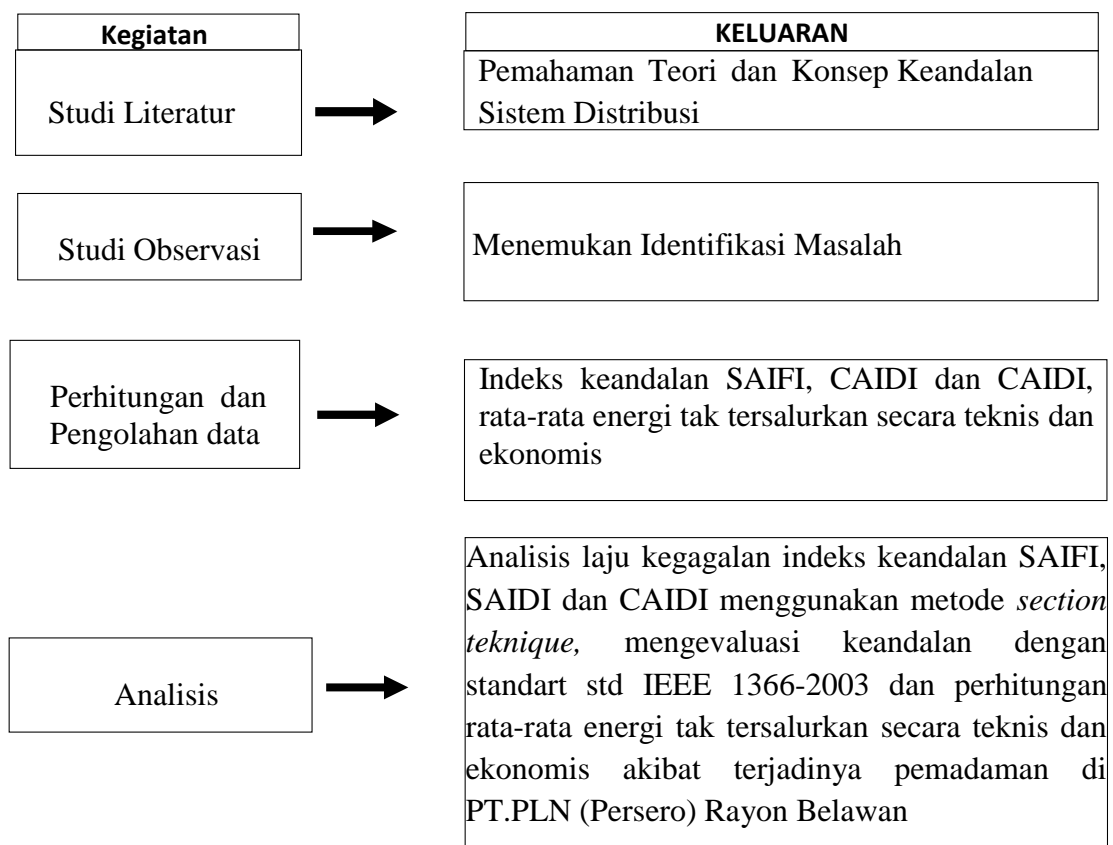 Kegiatan
KELUARAN
Studi Literatur
Pemahaman Teori dan Konsep Keandalan
Sistem Distribusi
Studi Observasi
Menemukan Identifikasi Masalah
Perhitungan dan
Pengolahan data
Indeks keandalan SAIFI, CAIDI dan CAIDI,
rata-rata energi tak tersalurkan secara teknis dan
ekonomis
Analisis
Analisis laju kegagalan indeks keandalan SAIFI,
SAIDI dan CAIDI menggunakan metode section
teknique, mengevaluasi keandalan dengan
standart std IEEE 1366-2003 dan perhitungan
rata-rata energi tak tersalurkan secara teknis dan
ekonomis akibat terjadinya pemadaman di
PT.PLN (Persero) Rayon Belawan